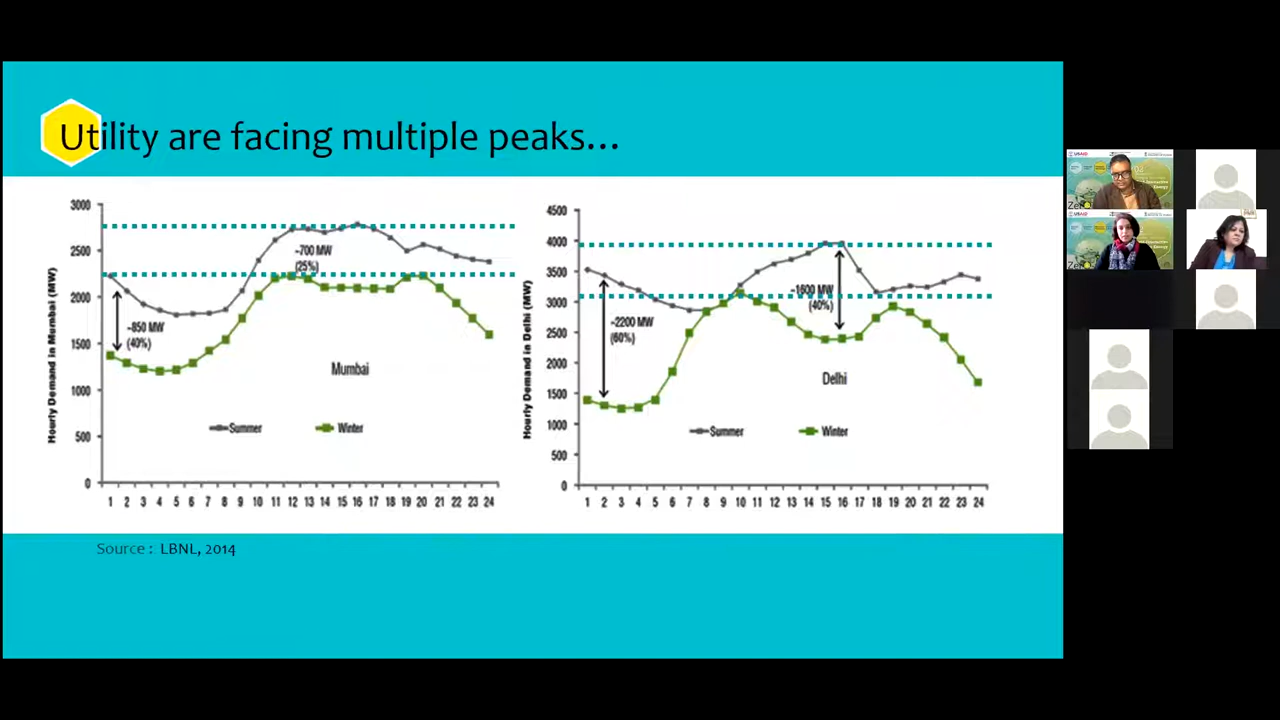 Utility are facing multiple peaks...
3000
2500
2000
1500
1000
500
0
Hourly Demand in Mumbai (MW)
~700 MW
(25%)
~850 MW
(40%)
Mumbai
Summer
Winter
1 2 3 4 5 6 7 8 9 10 11 12 13 14 15 16 17 18 19 20 21 22 23 24
4500
4000
3500
3000
2500
2000
1500
1000
500
0
Hourly Demand in Delhi (MW)
~2200 MW
(60%)
~1600 MW
(40%)
Delhi
Summer
Winter
1 2 3 4 5 6 7 8 9 10 11 12 13 14 15 16 17 18 19 20 21 22 23 24
Source : LBNL, 2014
USAID
USAID